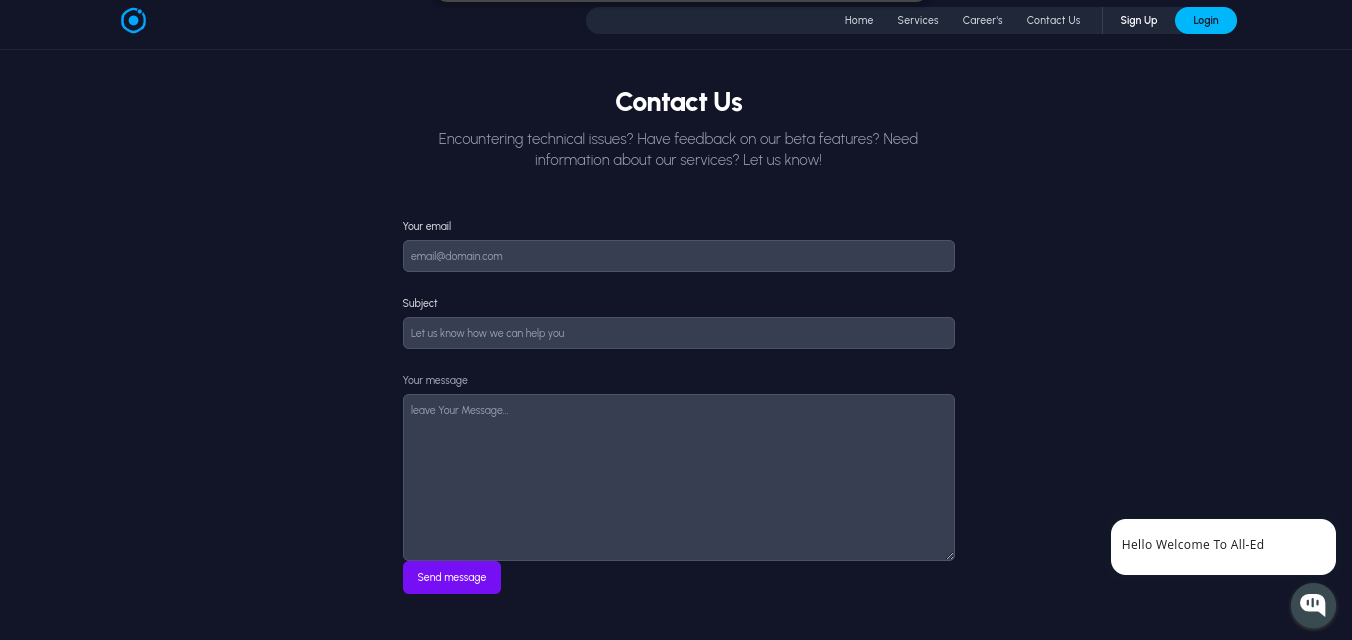 Home Services Career's Contact Us Sign Up Login
Contact Us
Encountering technical issues? Have feedback on our beta features? Need
information about our services? Let us know!
Your email
email@domain.com
Subject
Let us know how we can help you
Your message
leave Your Message...
Send message
Hello Welcome To All-Ed